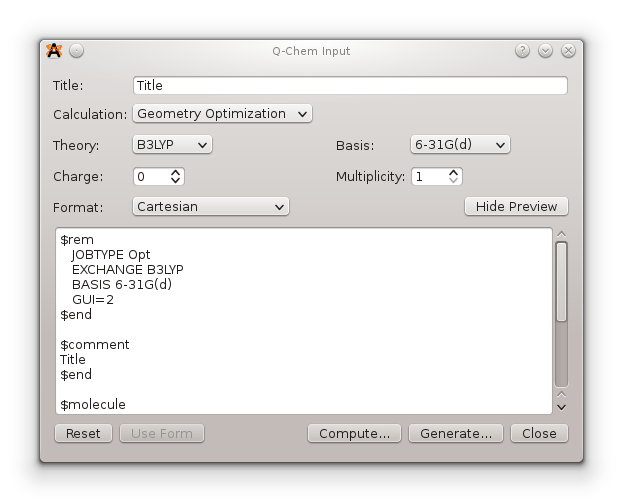 Q-Chem Input
Title: Title
Calculation: Geometry Optimization
Theory: B3LYP Basis: 6-31G(d)
Charge: 0 Multiplicity: 1
Format: Cartesian Hide Preview
$rem
JOBTYPE Opt
EXCHANGE B3LYP
BASIS 6-31G(d)
GUI=2
$end
$comment
Title
$end
$molecule
Reset Use Form Compute... Generate... Close